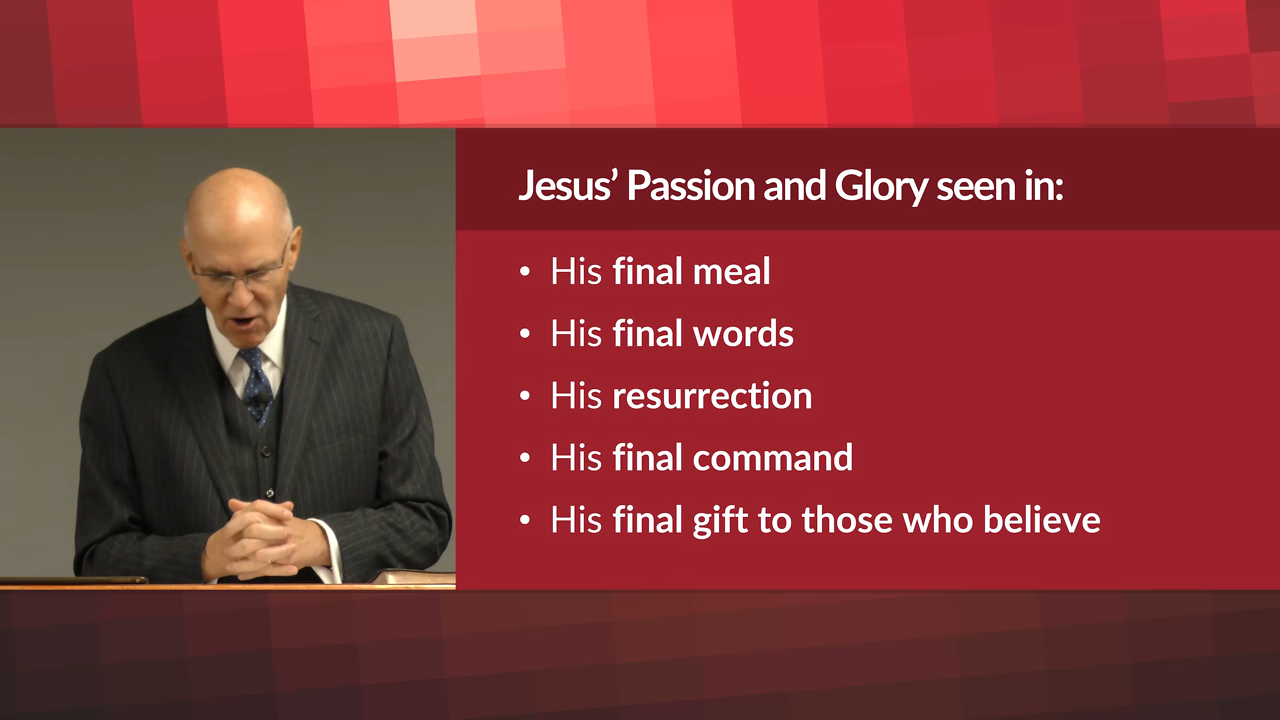 Jesus’ Passion and Glory seen in:
• His final meal
• His final words
• His resurrection
• His final command
• His final gift to those who believe